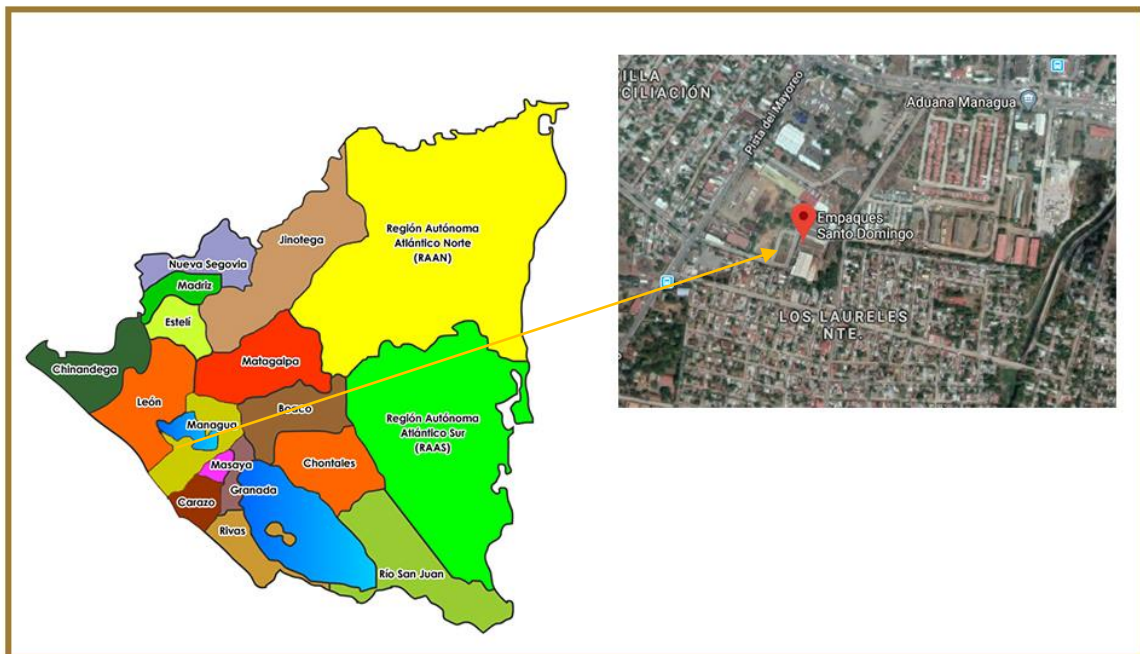 Región Autónoma
Atlántico Norte
(RAAN)
Jinotega
Nueva Segovia
Madriz
Estelí
Chinandega
Matagalpa
León
Boaco
Managua
Región Autónoma
Atlántico Sur
(RAAS)
Masaya
Chontales
Granada
Carazo
Rivas
Río San Juan
VILLA
CILIACIÓN
Aduana Managua
Pista del Mayoreo
Empaques
Santo Domingo
LOS LAURELES
NTE.